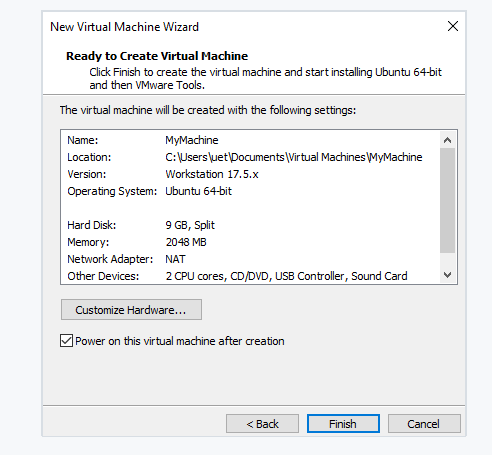 New Virtual Machine Wizard
Ready to Create Virtual Machine
Click Finish to create the virtual machine and start installing Ubuntu 64-bit
and then VMware Tools.
The virtual machine will be created with the following settings:
Name: MyMachine
Location: C:\Users\uet\Documents\Virtual Machines\MyMachine
Version: Workstation 17.5.x
Operating System: Ubuntu 64-bit
Hard Disk: 9 GB, Split
Memory: 2048 MB
Network Adapter: NAT
Other Devices: 2 CPU cores, CD/DVD, USB Controller, Sound Card
Customize Hardware...
Power on this virtual machine after creation
< Back Finish Cancel